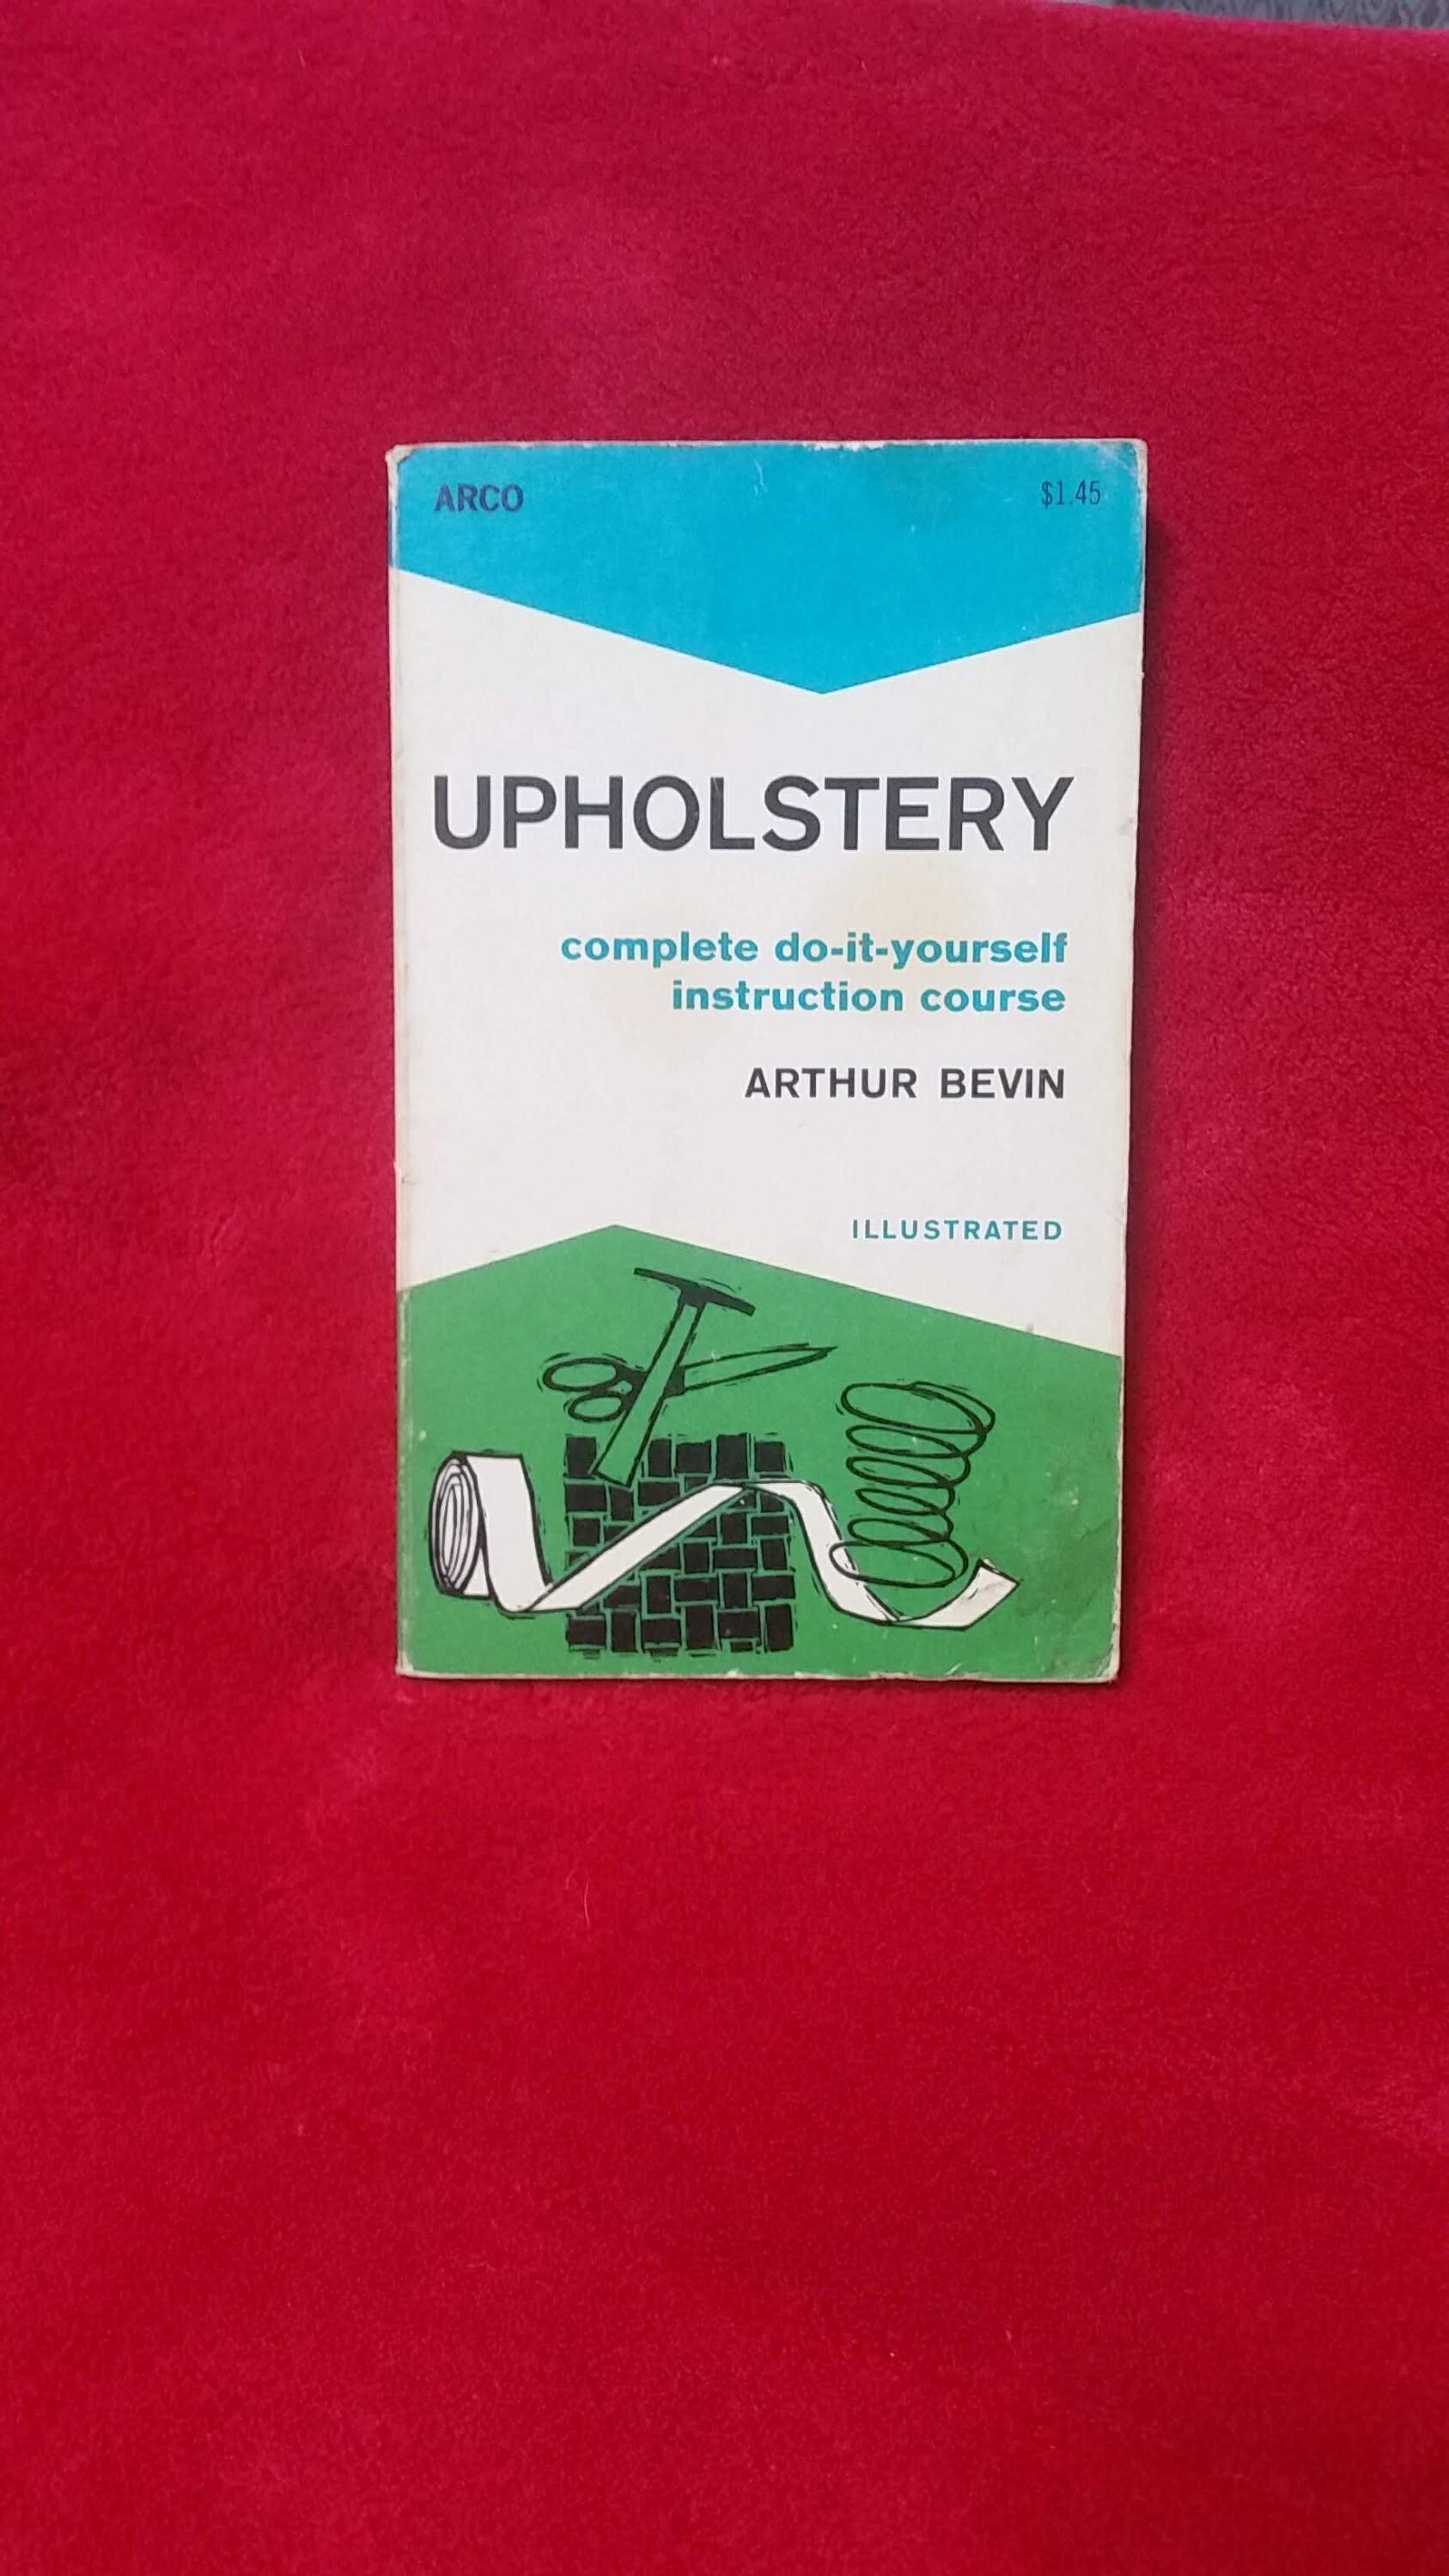 ARCO $1.45
UPHOLSTERY
complete do-it-yourself
instruction course
ARTHUR BEVIN
ILLUSTRATED